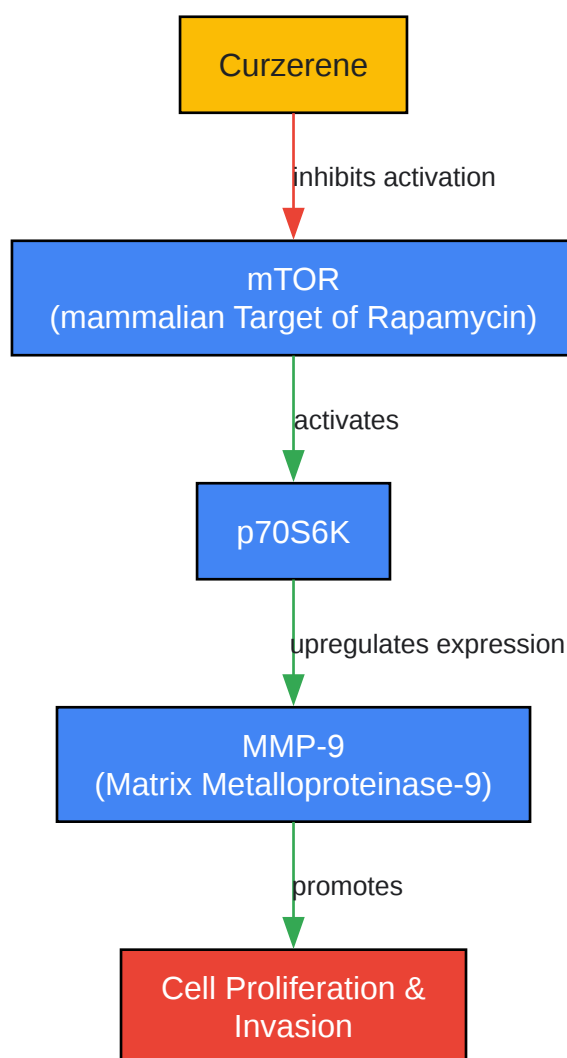 Curzerene
inhibits activation
mTOR
(mammalian Target of Rapamycin)
activates
p70S6K
upregulates expression
MMP-9
(Matrix Metalloproteinase-9)
promotes
Cell Proliferation &
Invasion